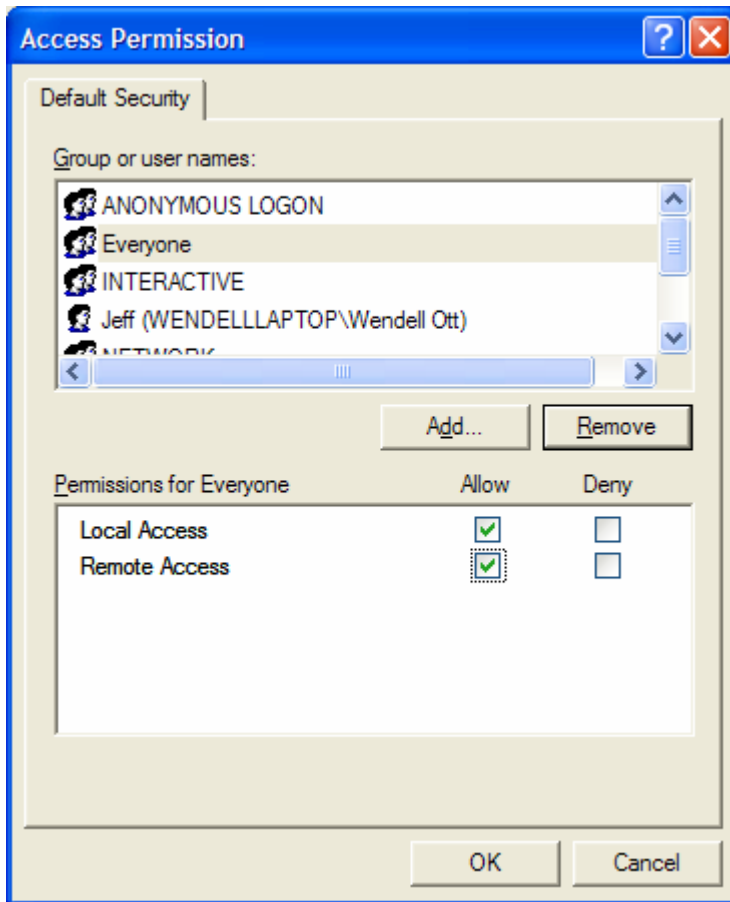 Access Permission
Default Security
Group or user names:
ANONYMOUS LOGON
Everyone
INTERACTIVE
Jeff (WENDELLLAPTOP\Wendell Ott)
NETWORK
Add... Remove
Permissions for Everyone Allow Deny
Local Access
Remote Access
OK Cancel